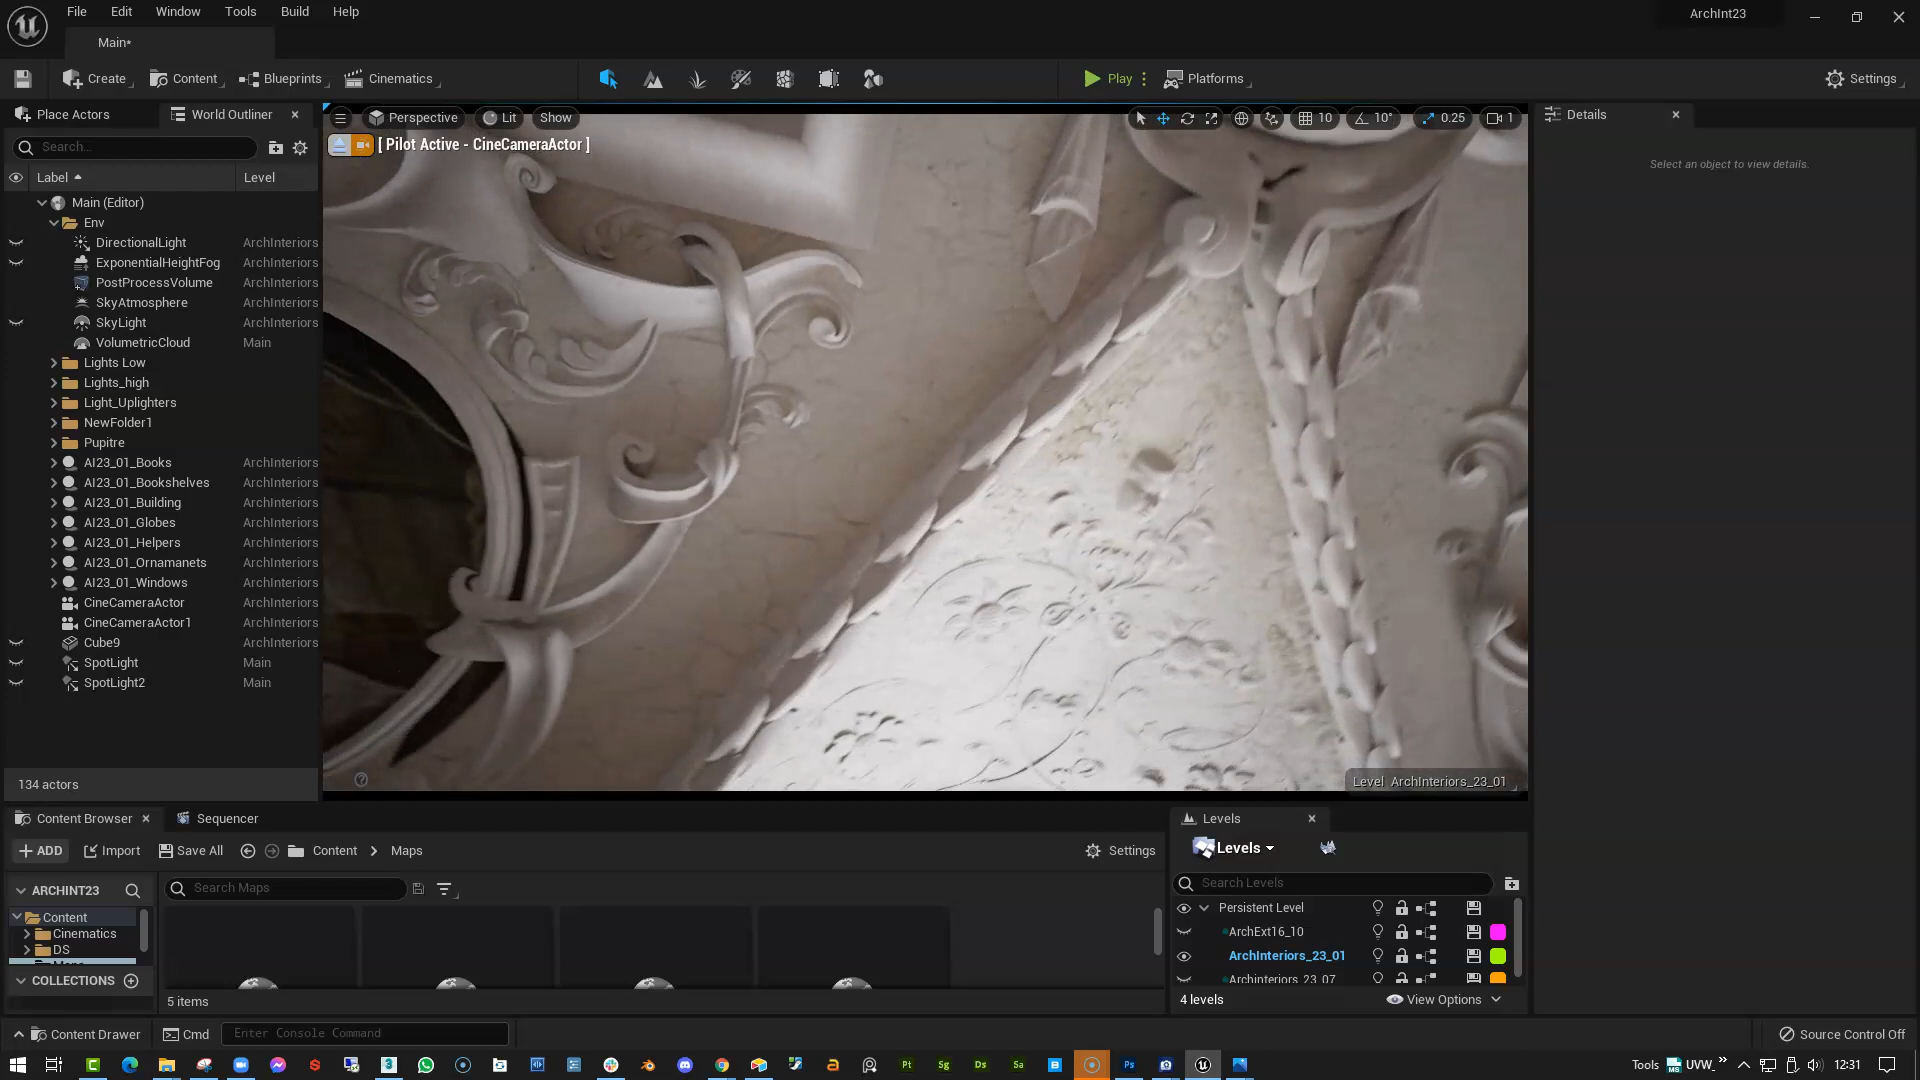 File Edit Window Tools Build Help
ArchInt23
Main*
Create Content Blueprints Cinematics Play Platforms Settings
Place Actors World Outliner
Search...
Label Level
Main (Editor)
Env
DirectionalLight ArchInteriors
ExponentialHeightFog ArchInteriors
PostProcessVolume ArchInteriors
SkyAtmosphere ArchInteriors
SkyLight ArchInteriors
VolumetricCloud Main
Lights Low
Lights_high
Light_Uplighters
NewFolder1
Pupitre
AI23_01_Books ArchInteriors
AI23_01_Bookshelves ArchInteriors
AI23_01_Building ArchInteriors
AI23_01_Globes ArchInteriors
AI23_01_Helpers ArchInteriors
AI23_01_Ornamanets ArchInteriors
AI23_01_Windows ArchInteriors
CineCameraActor ArchInteriors
CineCameraActor1 ArchInteriors
Cube9 ArchInteriors
SpotLight Main
SpotLight2 Main
134 actors
Perspective Lit Show
10 10° 0.25 1
[ Pilot Active - CineCameraActor ]
Level ArchInteriors_23_01
Details
Select an object to view details.
Content Browser Sequencer
ADD Import Save All Content Maps Settings
ARCHINT23
Search Maps
Content
Cinematics
DS
COLLECTIONS
5 items
Levels
Levels
Search Levels
Persistent Level
ArchExt16_10
ArchInteriors_23_01
Archinteriors_23_07
4 levels View Options
Content Drawer Cmd Enter Console Command Source Control Off
Pt Sg Ds Sa Ps
Tools UVW_ 12:31